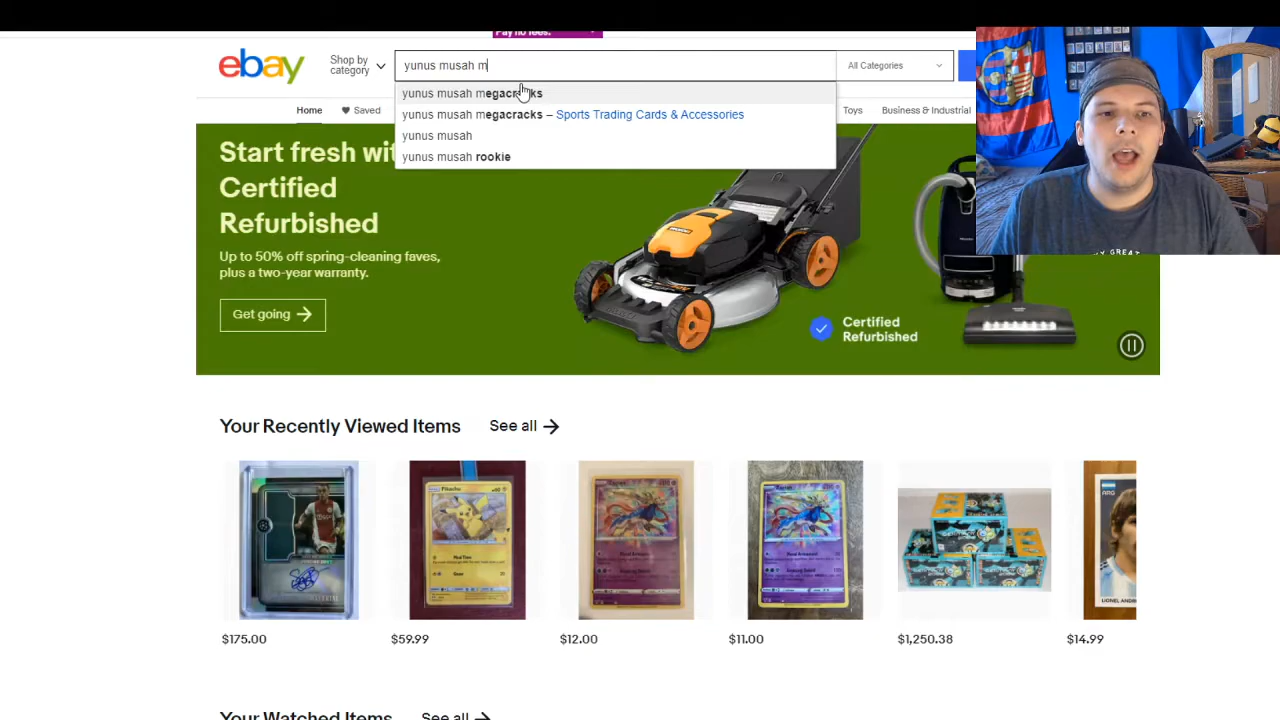 Pay no fees.
ebay
Shop by
category
yunus musah m
All Categories
yunus musah megacracks
yunus musah megacracks – Sports Trading Cards & Accessories
yunus musah
yunus musah rookie
Home
Saved
Toys
Business & Industrial
Start fresh wit
Certified
Refurbished
Up to 50% off spring-cleaning faves,
plus a two-year warranty.
Get going
Certified
Refurbished
Your Recently Viewed Items
See all
Pikachu
ARG
$175.00
$59.99
$12.00
$11.00
$1,250.38
$14.99
Your Watched Items
See all